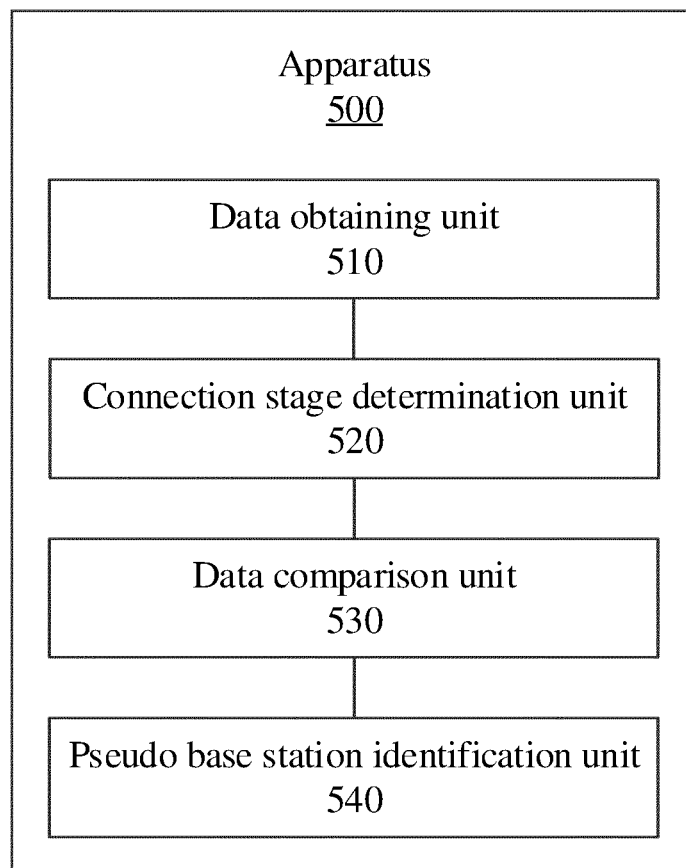 Apparatus
500
Data obtaining unit
510
Connection stage determination unit
520
Data comparison unit
530
Pseudo base station identification unit
540